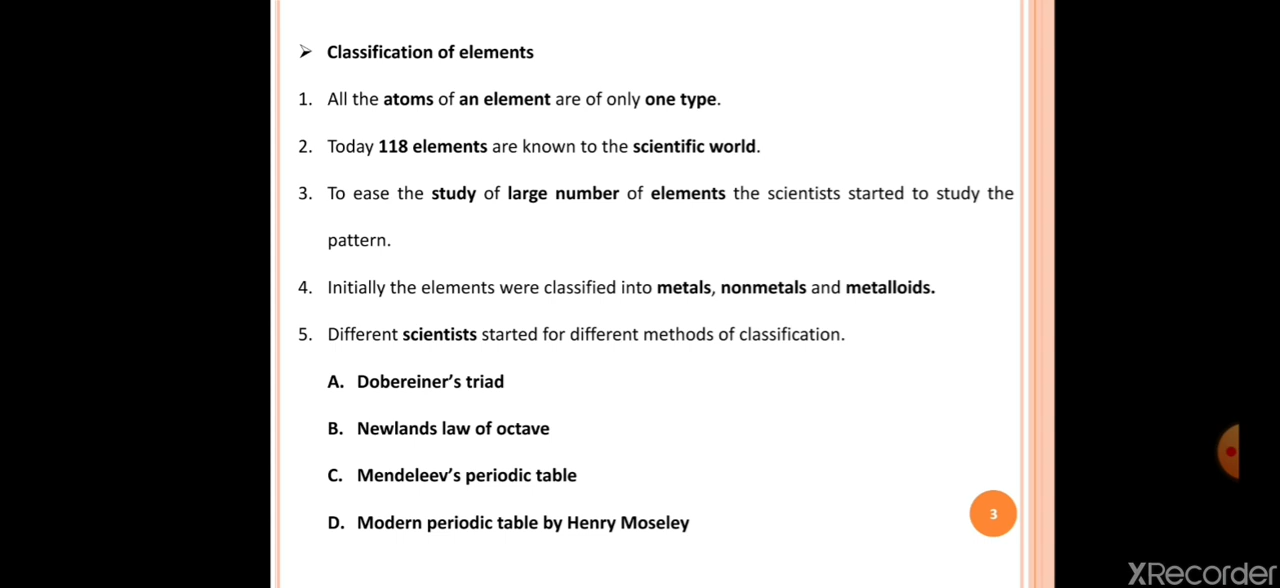 ➢ Classification of elements
1. All the atoms of an element are of only one type.
2. Today 118 elements are known to the scientific world.
3. To ease the study of large number of elements the scientists started to study the
pattern.
4. Initially the elements were classified into metals, nonmetals and metalloids.
5. Different scientists started for different methods of classification.
A. Dobereiner’s triad
B. Newlands law of octave
C. Mendeleev’s periodic table
D. Modern periodic table by Henry Moseley
3
XRecorder